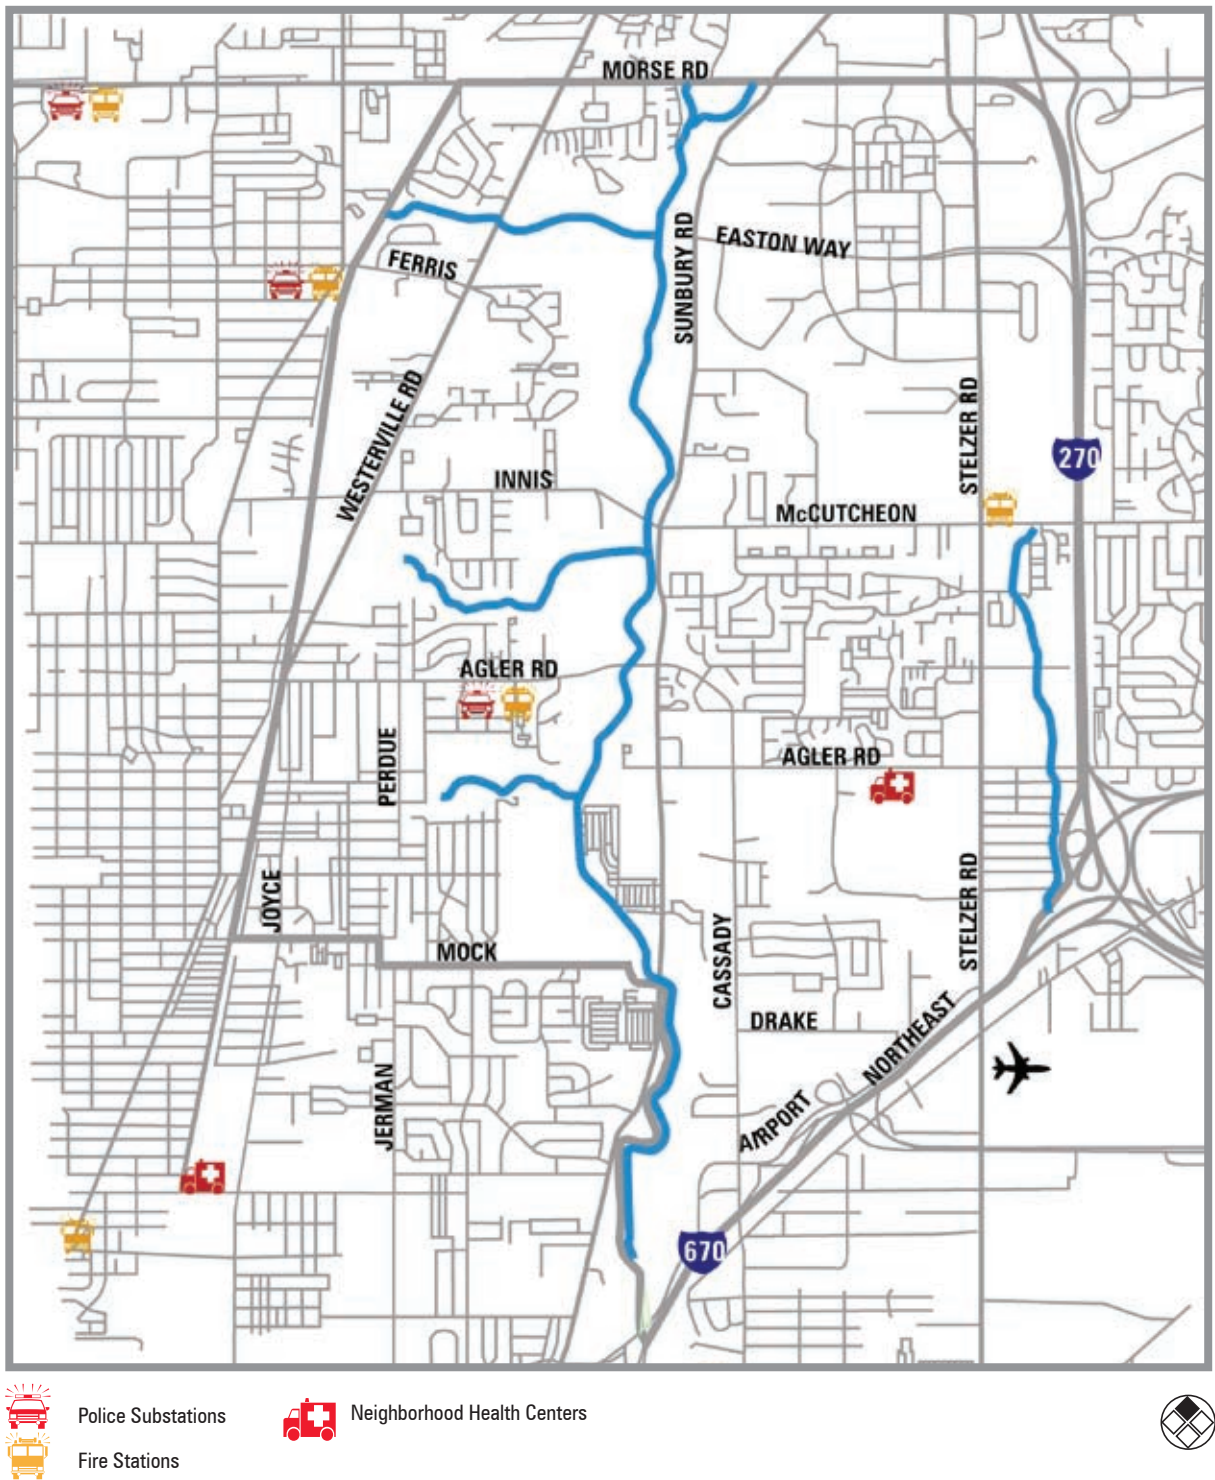 MORSE RD
SUNBURY RD
EASTON WAY
FERRIS
WESTERVILLE RD
STELZER RD
270
INNIS
McCUTCHEON
AGLER RD
PERDUE
AGLER RD
JOYCE
STELZER RD
MOCK
CASSADY
DRAKE
NORTHEAST
JERMAN
AIRPORT
670
Police Substations
Neighborhood Health Centers
Fire Stations